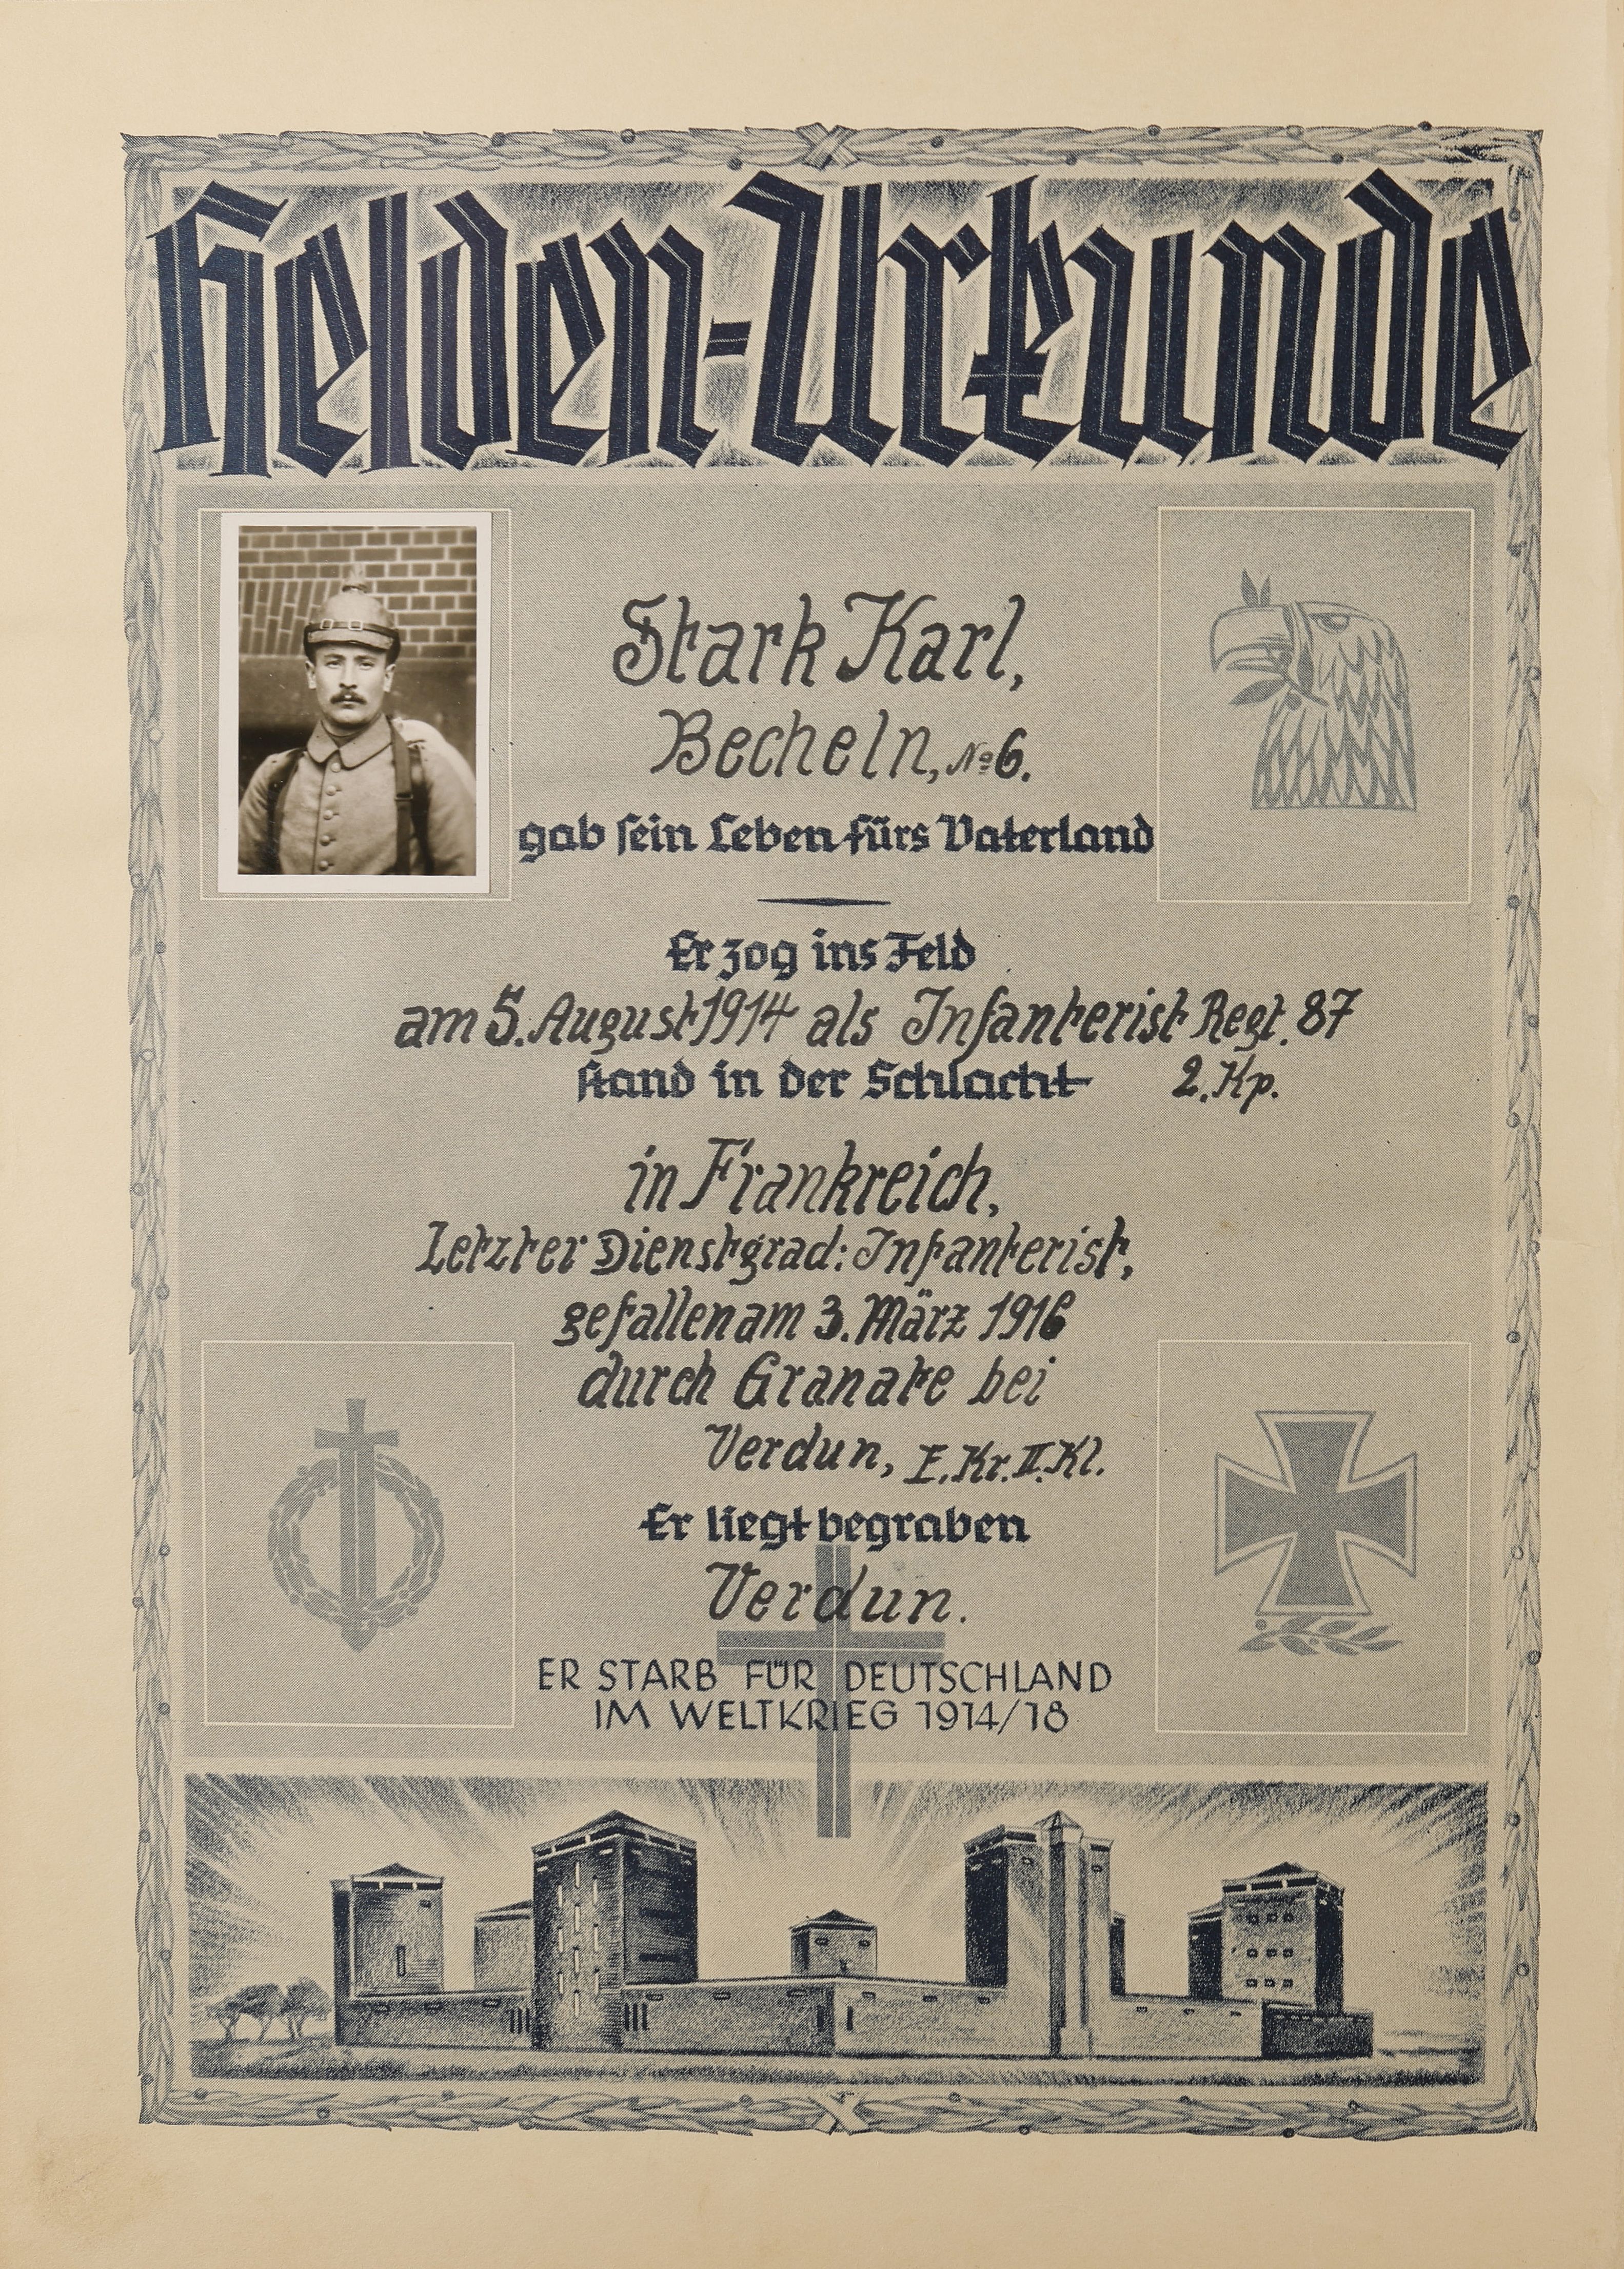 Helden-Urkunde
Stark Karl,
Becheln, № 6.
gab sein Leben fürs Vaterland
Er zog ins Feld
am 5. August 1914 als Infanterist Regt. 87
stand in der Schlacht 2. Kp.
in Frankreich,
Letzter Dienstgrad: Infanterist,
gefallen am 3. März 1916
durch Granate bei
Verdun, E. Kr. II. Kl.
Er liegt begraben
Verdun.
ER STARB FÜR DEUTSCHLAND
IM WELTKRIEG 1914/18